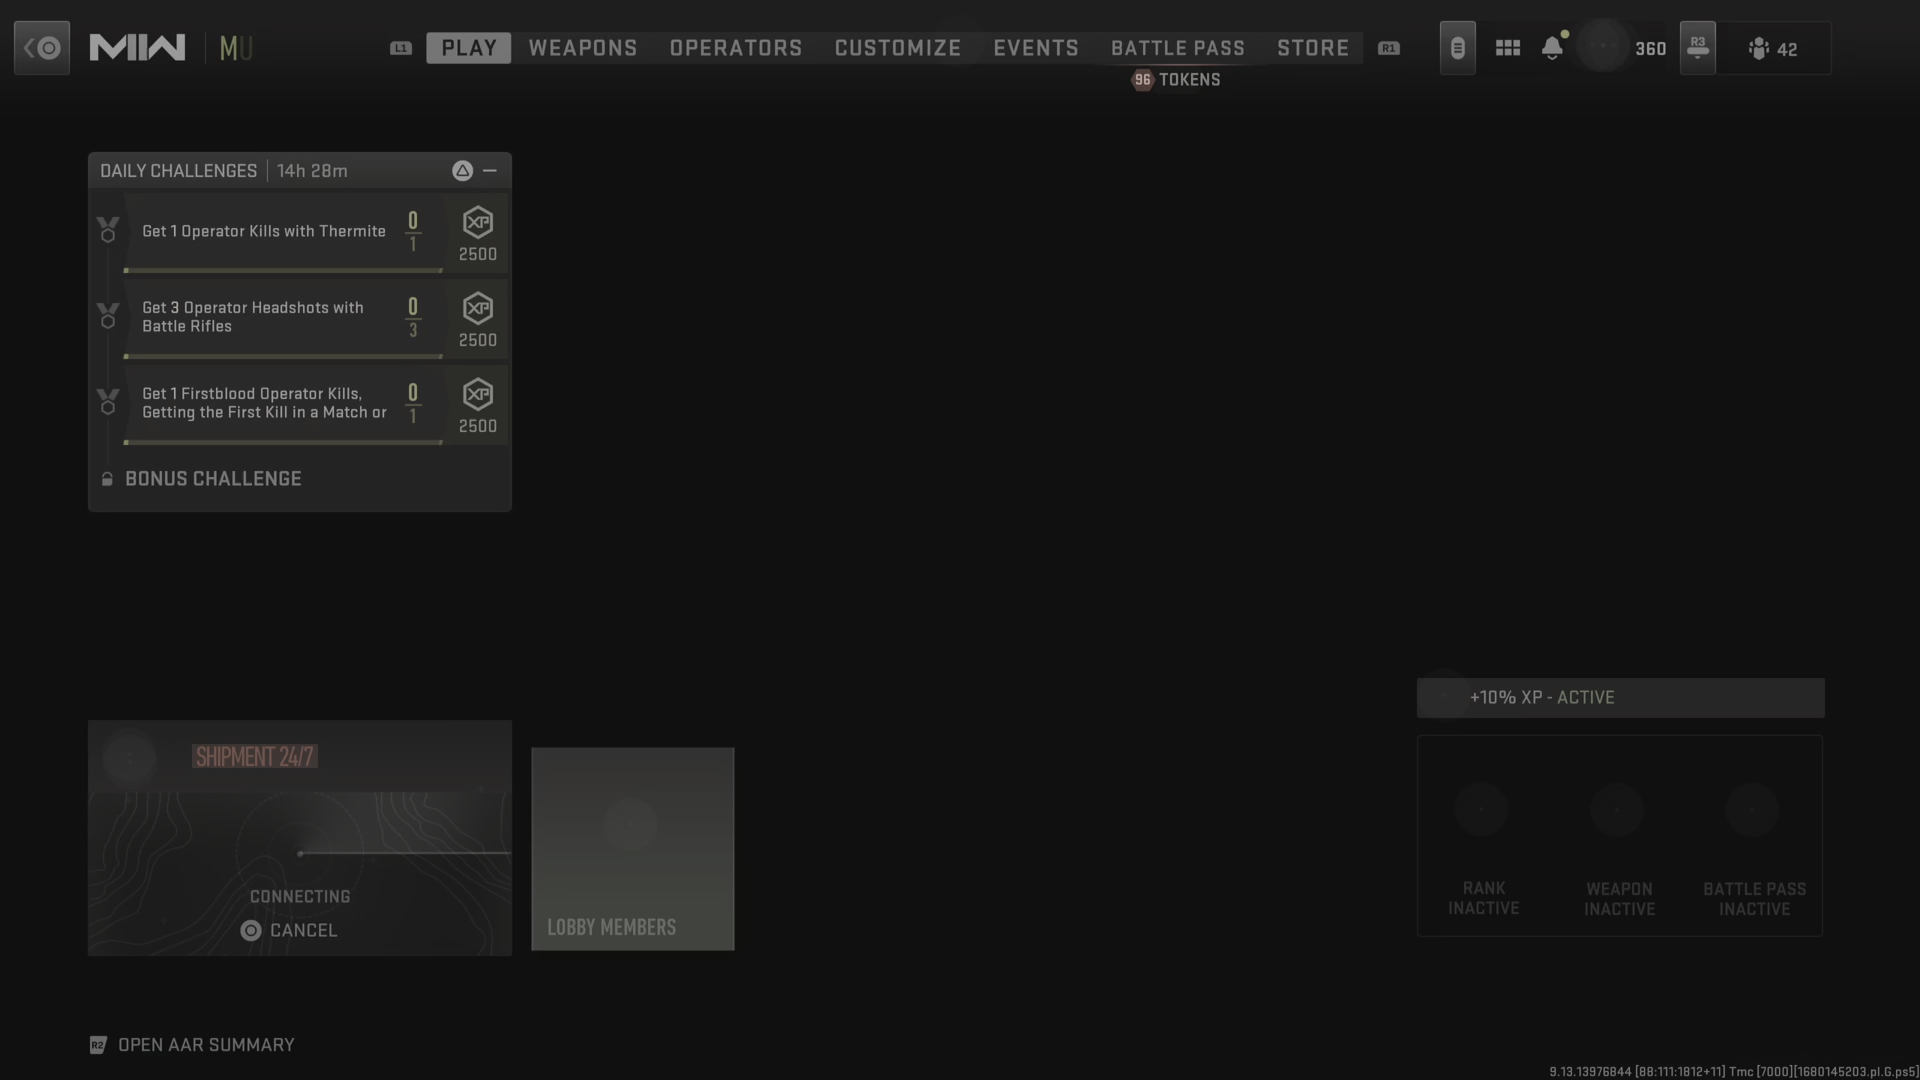 MW MU
L1 PLAY WEAPONS OPERATORS CUSTOMIZE EVENTS BATTLE PASS STORE R1
360 R3 42
96 TOKENS
DAILY CHALLENGES 14h 28m
Get 1 Operator Kills with Thermite
0
1
XP
2500
Get 3 Operator Headshots with
Battle Rifles
0
3
XP
2500
Get 1 Firstblood Operator Kills,
Getting the First Kill in a Match or
0
1
XP
2500
BONUS CHALLENGE
+10% XP - ACTIVE
SHIPMENT 24/7
CONNECTING
CANCEL
LOBBY MEMBERS
RANK
INACTIVE
WEAPON
INACTIVE
BATTLE PASS
INACTIVE
R2 OPEN AAR SUMMARY
9.13.13976844 [88:111:1812+11] Tmc [7000][1680145203.pl.G.ps5]